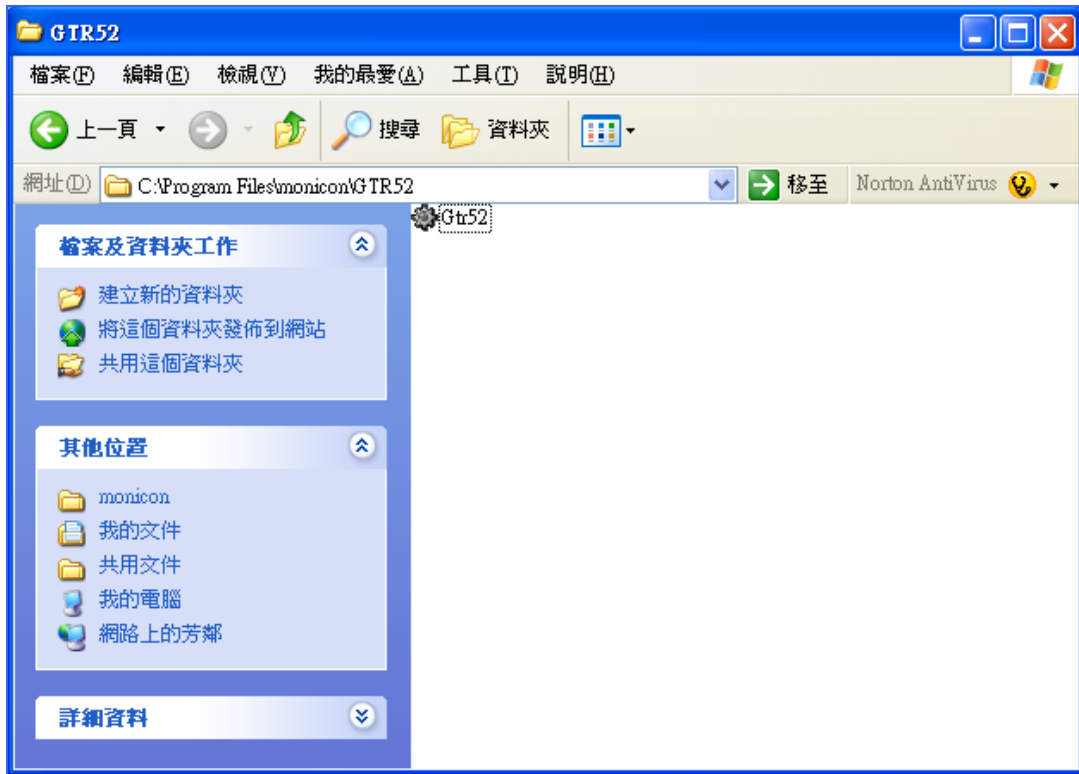 GTR52
檔案(F) 編輯(E) 檢視(V) 我的最愛(A) 工具(T) 說明(H)
上一頁 搜尋 資料夾
網址(D) C:\Program Files\monicon\GTR52 移至 Norton AntiVirus
Gtr52
檔案及資料夾工作
建立新的資料夾
將這個資料夾發佈到網站
共用這個資料夾
其他位置
monicon
我的文件
共用文件
我的電腦
網路上的芳鄰
詳細資料